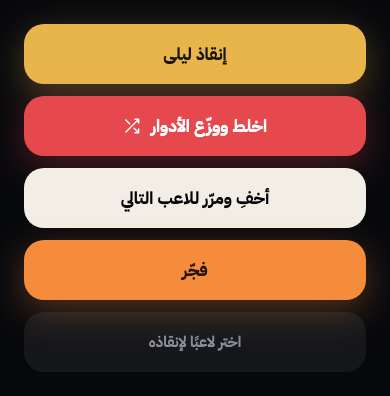 إنقاذ ليلى
اخلط ووزّع الأدوار
أخفِ ومرّر للاعب التالي
فجّر
اختر لاعبًا لإنقاذه